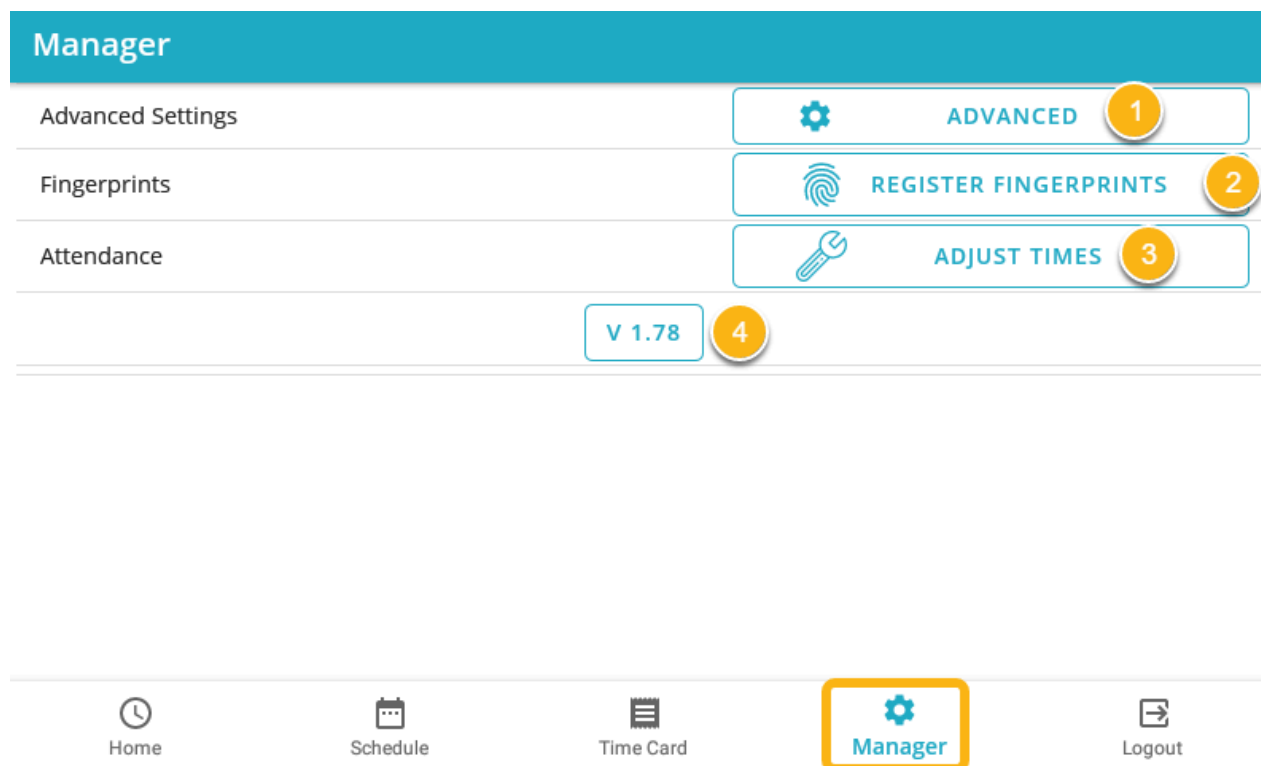 Manager
Advanced Settings ADVANCED 1
Fingerprints REGISTER FINGERPRINTS 2
Attendance ADJUST TIMES 3
V 1.78 4
Home Schedule Time Card Manager Logout